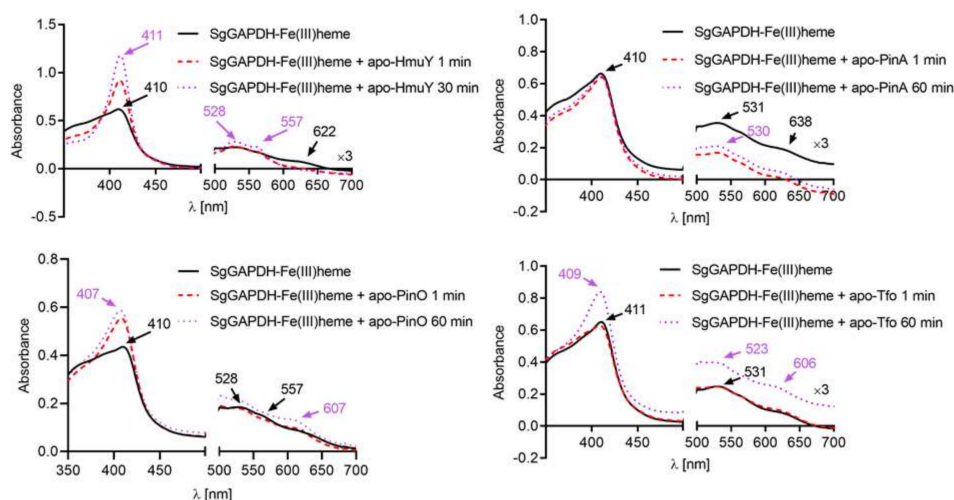 1.5
1.0
0.5
0.0
-0.5
Absorbance
411
410
528
557
622
×3
SgGAPDH-Fe(III)heme
SgGAPDH-Fe(III)heme + apo-HmuY 1 min
SgGAPDH-Fe(III)heme + apo-HmuY 30 min
400 450 500 550 600 650 700
λ [nm]
1.0
0.8
0.6
0.4
0.2
0.0
-0.2
Absorbance
410
531
530
638
×3
SgGAPDH-Fe(III)heme
SgGAPDH-Fe(III)heme + apo-PinA 1 min
SgGAPDH-Fe(III)heme + apo-PinA 60 min
400 450 500 550 600 650 700
λ [nm]
0.8
0.6
0.4
0.2
0.0
Absorbance
407
410
528
557
607
SgGAPDH-Fe(III)heme
SgGAPDH-Fe(III)heme + apo-PinO 1 min
SgGAPDH-Fe(III)heme + apo-PinO 60 min
350 400 450 500 550 600 650 700
λ [nm]
1.0
0.8
0.6
0.4
0.2
0.0
-0.2
Absorbance
409
411
523
531
606
×3
SgGAPDH-Fe(III)heme
SgGAPDH-Fe(III)heme + apo-Tfo 1 min
SgGAPDH-Fe(III)heme + apo-Tfo 60 min
400 450 500 550 600 650 700
λ [nm]